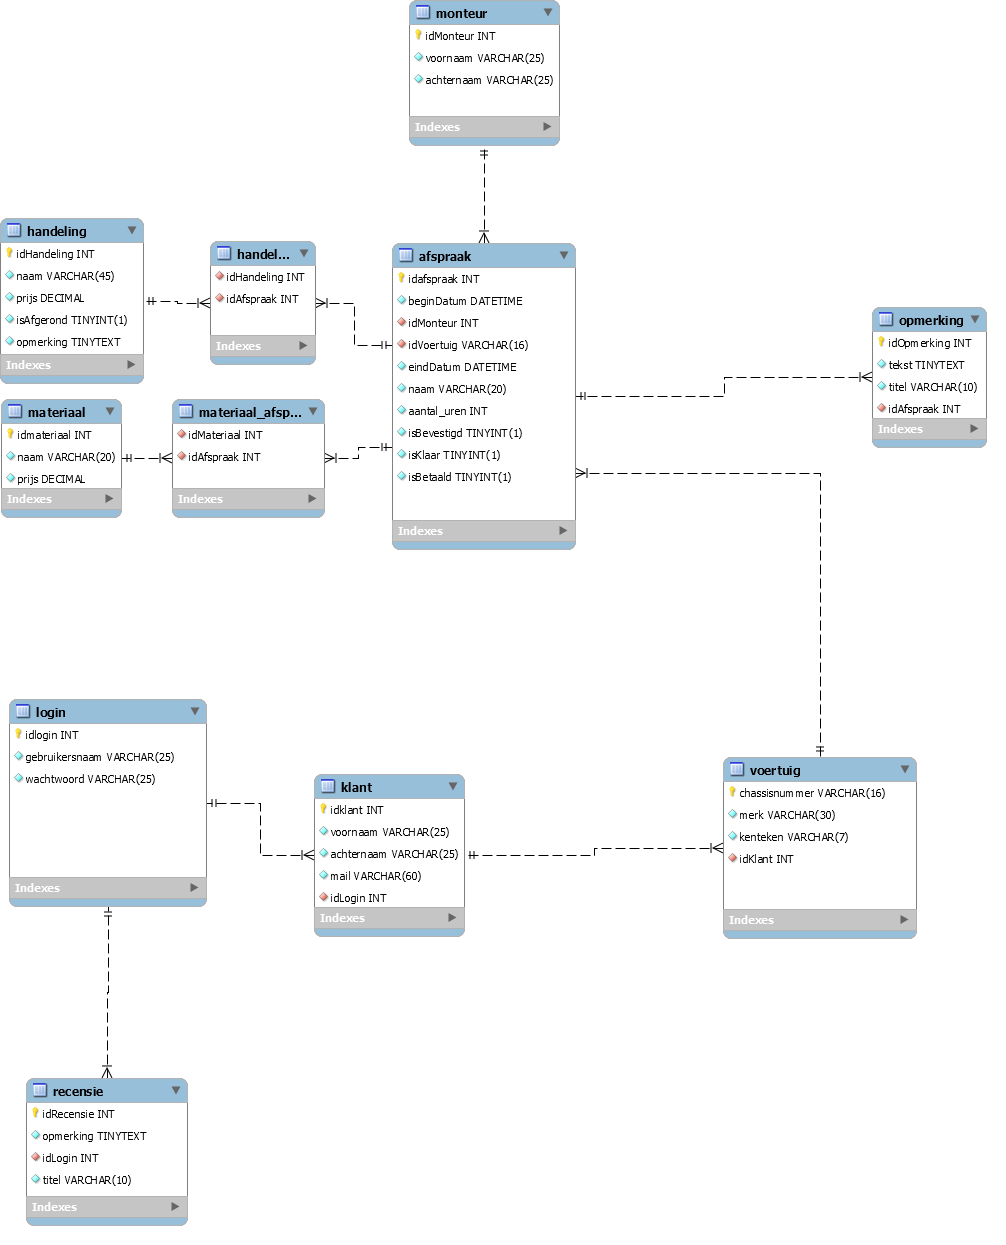 monteur
idMonteur INT
voornaam VARCHAR(25)
achternaam VARCHAR(25)
Indexes
handeling
idHandeling INT
naam VARCHAR(45)
prijs DECIMAL
isAfgerond TINYINT(1)
opmerking TINYTEXT
Indexes
handel...
idHandeling INT
idAfspraak INT
Indexes
afspraak
idafspraak INT
beginDatum DATETIME
idMonteur INT
idVoertuig VARCHAR(16)
eindDatum DATETIME
naam VARCHAR(20)
aantal_uren INT
isBevestigd TINYINT(1)
isKlaar TINYINT(1)
isBetaald TINYINT(1)
Indexes
opmerking
idOpmerking INT
tekst TINYTEXT
titel VARCHAR(10)
idAfspraak INT
Indexes
materiaal
idmateriaal INT
naam VARCHAR(20)
prijs DECIMAL
Indexes
materiaal_afsp...
idMateriaal INT
idAfspraak INT
Indexes
login
idlogin INT
gebruikersnaam VARCHAR(25)
wachtwoord VARCHAR(25)
Indexes
klant
idklant INT
voornaam VARCHAR(25)
achternaam VARCHAR(25)
mail VARCHAR(60)
idLogin INT
Indexes
voertuig
chassisnummer VARCHAR(16)
merk VARCHAR(30)
kenteken VARCHAR(7)
idKlant INT
Indexes
recensie
idRecensie INT
opmerking TINYTEXT
idLogin INT
titel VARCHAR(10)
Indexes